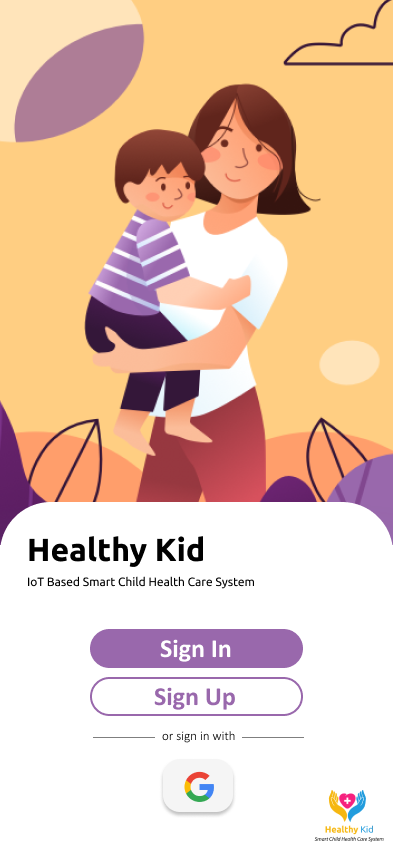 Healthy Kid
IoT Based Smart Child Health Care System
Sign In
Sign Up
or sign in with
Healthy Kid
Smart Child Health Care System